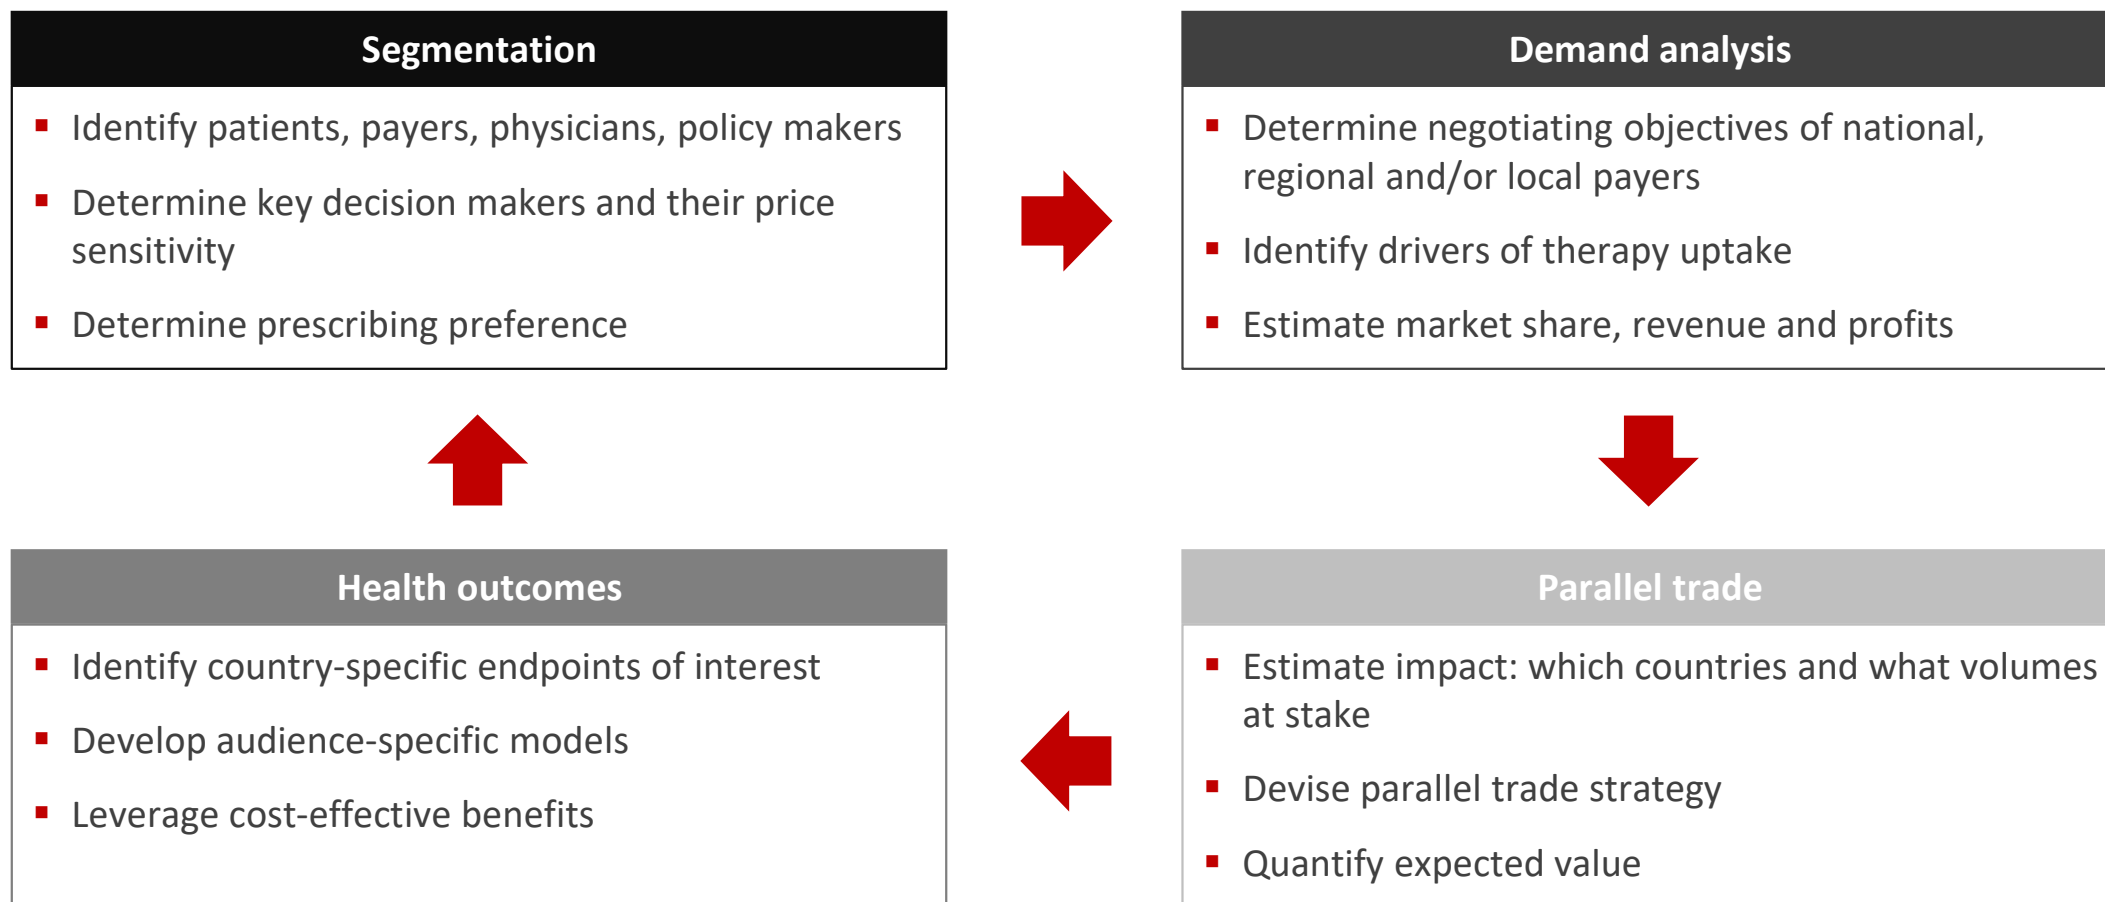 Segmentation
Identify patients, payers, physicians, policy makers
Determine key decision makers and their price
sensitivity
Determine prescribing preference
Demand analysis
Determine negotiating objectives of national,
regional and/or local payers
Identify drivers of therapy uptake
Estimate market share, revenue and profits
Health outcomes
Identify country-specific endpoints of interest
Develop audience-specific models
Leverage cost-effective benefits
Parallel trade
Estimate impact: which countries and what volumes
at stake
Devise parallel trade strategy
Quantify expected value